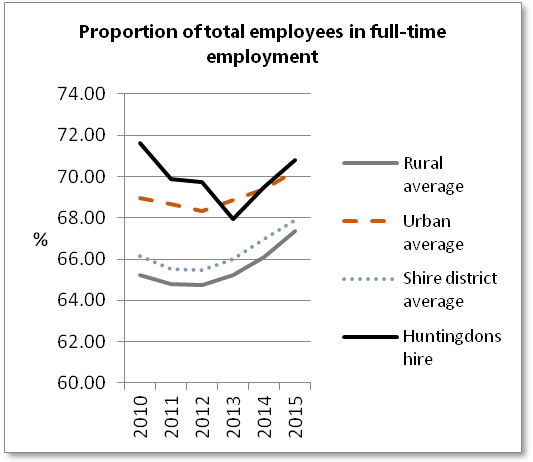 Proportion of total employees in full-time
employment
74.00
72.00
70.00
68.00
66.00
64.00
62.00
60.00
%
2010
2011
2012
2013
2014
2015
Rural
average
Urban
average
Shire district
average
Huntingdons
hire